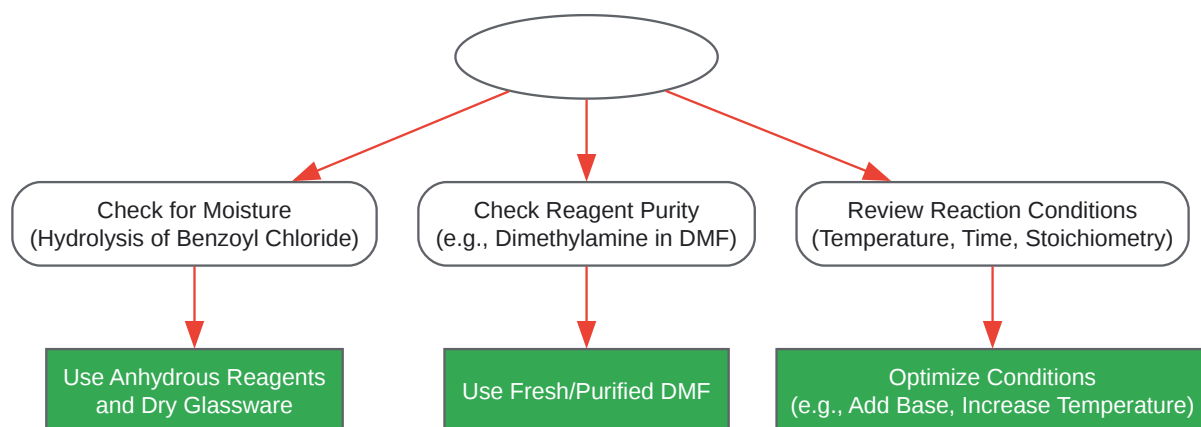 Check for Moisture
(Hydrolysis of Benzoyl Chloride)
Check Reagent Purity
(e.g., Dimethylamine in DMF)
Review Reaction Conditions
(Temperature, Time, Stoichiometry)
Use Anhydrous Reagents
and Dry Glassware
Use Fresh/Purified DMF
Optimize Conditions
(e.g., Add Base, Increase Temperature)